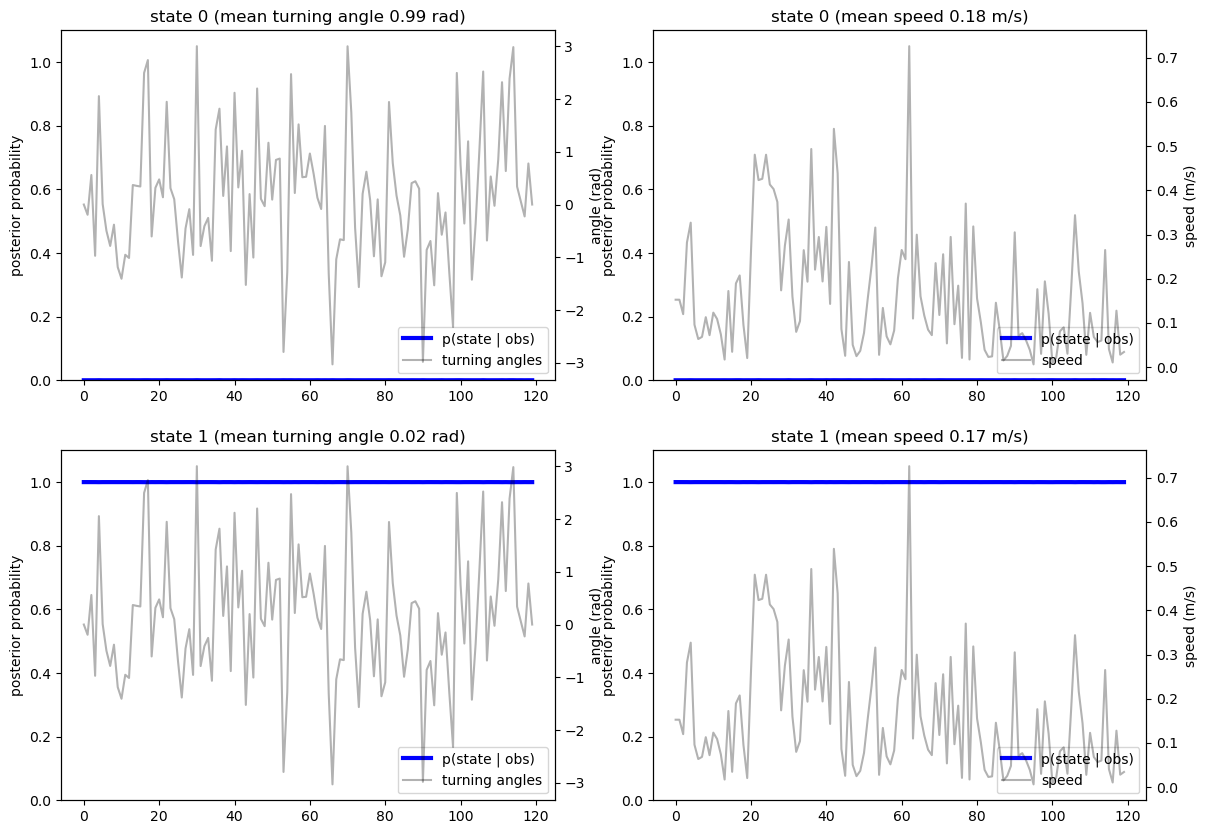 state 0 (mean turning angle 0.99 rad)
1.0
0.8
0.6
0.4
0.2
0.0
posterior probability
3
2
1
0
−1
−2
−3
angle (rad)
0 20 40 60 80 100 120
p(state | obs)
turning angles
state 0 (mean speed 0.18 m/s)
1.0
0.8
0.6
0.4
0.2
0.0
posterior probability
0.7
0.6
0.5
0.4
0.3
0.2
0.1
0.0
speed (m/s)
0 20 40 60 80 100 120
p(state | obs)
speed
state 1 (mean turning angle 0.02 rad)
1.0
0.8
0.6
0.4
0.2
0.0
posterior probability
3
2
1
0
−1
−2
−3
angle (rad)
0 20 40 60 80 100 120
p(state | obs)
turning angles
state 1 (mean speed 0.17 m/s)
1.0
0.8
0.6
0.4
0.2
0.0
posterior probability
0.7
0.6
0.5
0.4
0.3
0.2
0.1
0.0
speed (m/s)
0 20 40 60 80 100 120
p(state | obs)
speed